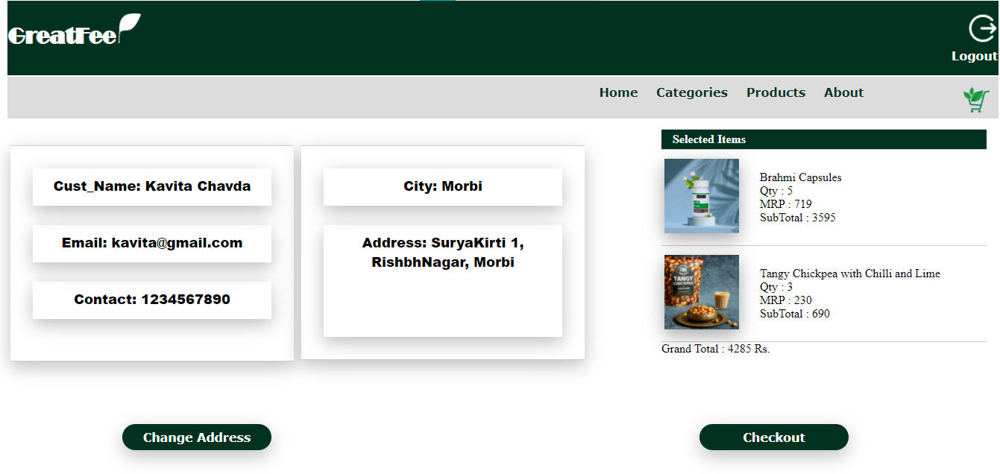 GreatFee
Logout
Home Categories Products About
Cust_Name: Kavita Chavda
Email: kavita@gmail.com
Contact: 1234567890
City: Morbi
Address: SuryaKirti 1,
RishbhNagar, Morbi
Selected Items
Brahmi Capsules
Qty : 5
MRP : 719
SubTotal : 3595
TANGY
CHICKPEA
Tangy Chickpea with Chilli and Lime
Qty : 3
MRP : 230
SubTotal : 690
Grand Total : 4285 Rs.
Change Address
Checkout